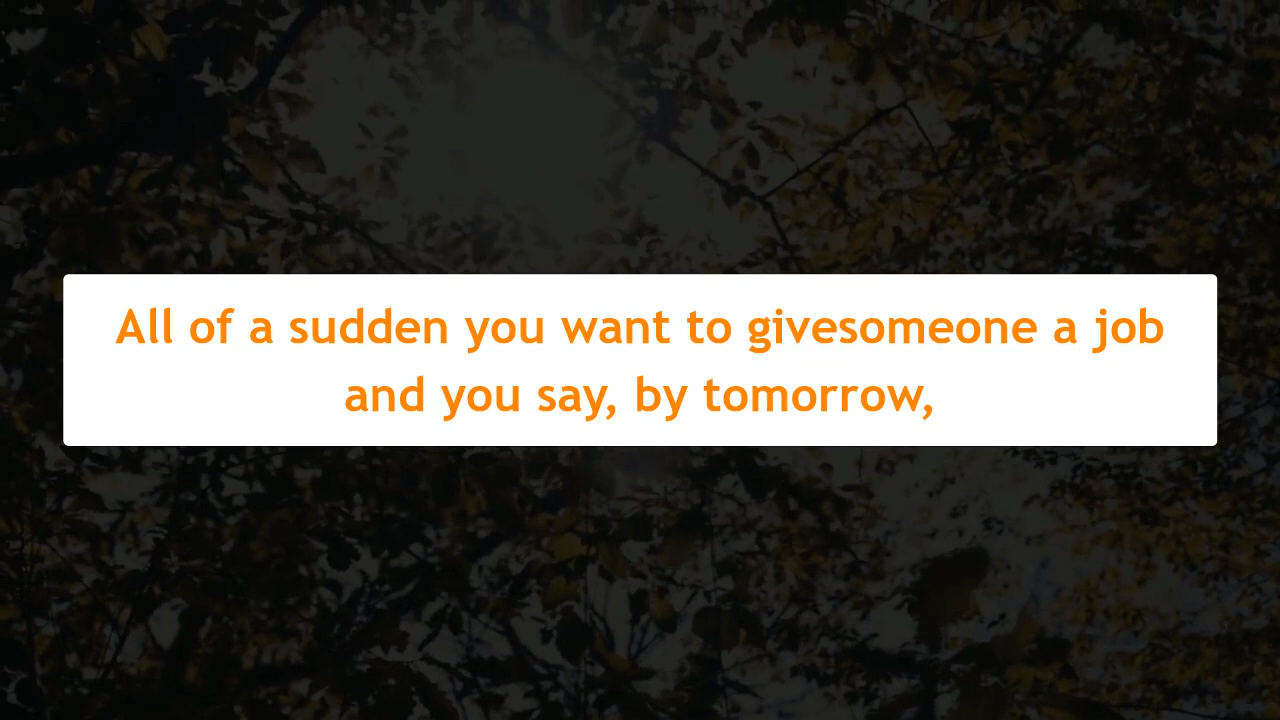 All of a sudden you want to givesomeone a job
and you say, by tomorrow,